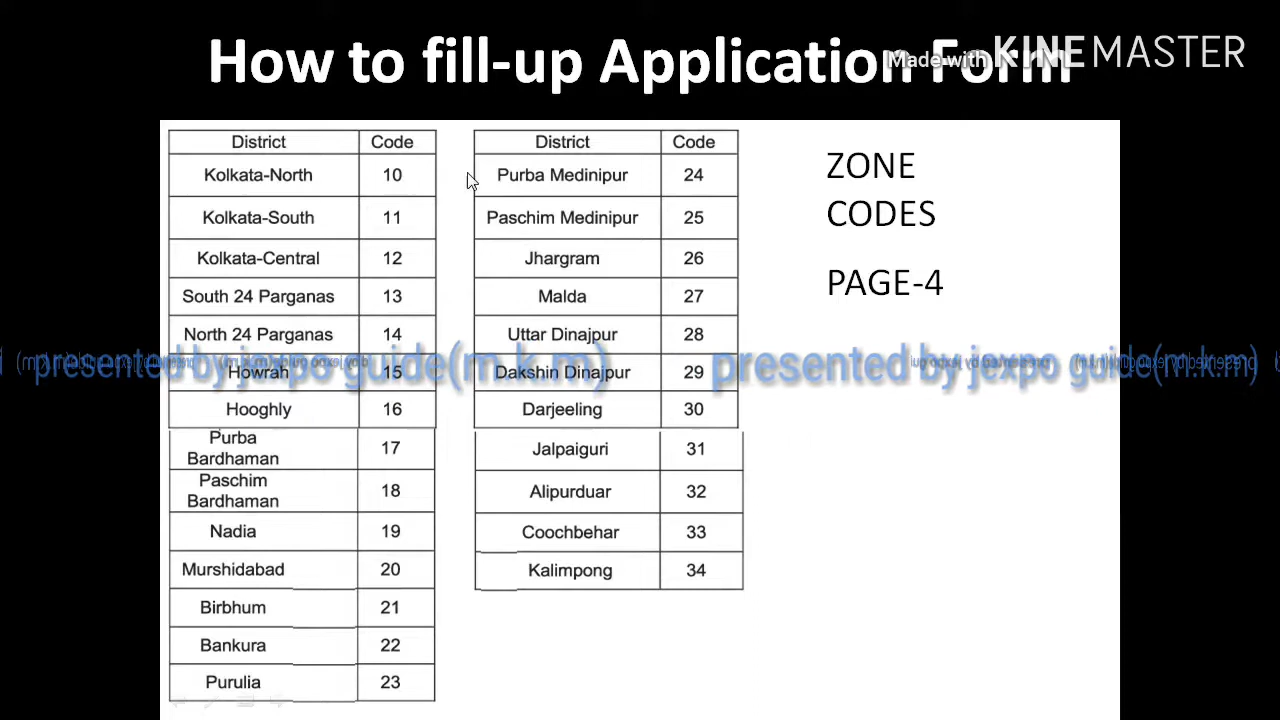 How to fill-up Application Form
Made with KINEMASTER
District Code
Kolkata-North 10
Kolkata-South 11
Kolkata-Central 12
South 24 Parganas 13
North 24 Parganas 14
Howrah 15
Hooghly 16
Purba
Bardhaman 17
Paschim
Bardhaman 18
Nadia 19
Murshidabad 20
Birbhum 21
Bankura 22
Purulia 23
District Code
Purba Medinipur 24
Paschim Medinipur 25
Jhargram 26
Malda 27
Uttar Dinajpur 28
Dakshin Dinajpur 29
Darjeeling 30
Jalpaiguri 31
Alipurduar 32
Coochbehar 33
Kalimpong 34
ZONE
CODES
PAGE-4
presented by jexpo guide(m.k.m) presented by jexpo guide(m.k.m)